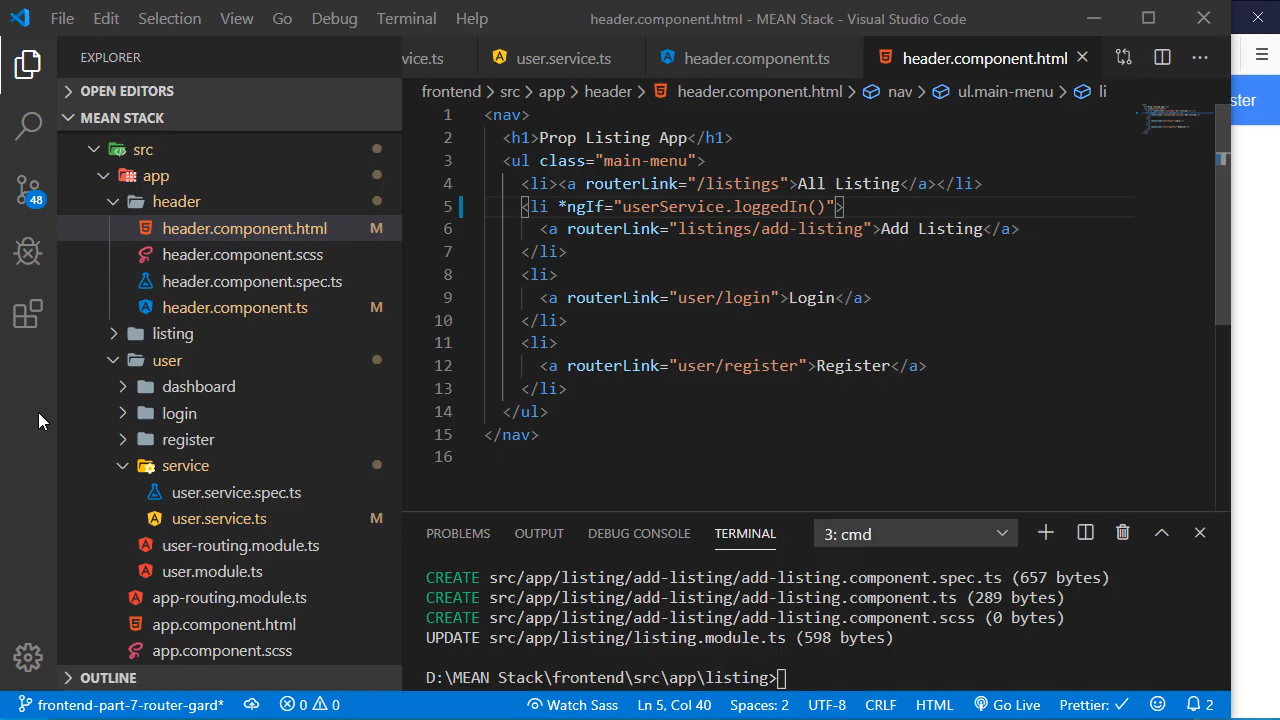 File Edit Selection View Go Debug Terminal Help header.component.html - MEAN Stack - Visual Studio Code
EXPLORER
vice.ts user.service.ts header.component.ts header.component.html
OPEN EDITORS
frontend > src > app > header > header.component.html > nav > ul.main-menu > li
MEAN STACK
src
app
header
header.component.html M
header.component.scss
header.component.spec.ts
header.component.ts M
listing
user
dashboard
login
register
service
user.service.spec.ts
user.service.ts M
user-routing.module.ts
user.module.ts
app-routing.module.ts
app.component.html
app.component.scss
OUTLINE
48
1 <nav>
2 <h1>Prop Listing App</h1>
3 <ul class="main-menu">
4 <li><a routerLink="/listings">All Listing</a></li>
5 <li *ngIf="userService.loggedIn()">
6 <a routerLink="listings/add-listing">Add Listing</a>
7 </li>
8 <li>
9 <a routerLink="user/login">Login</a>
10 </li>
11 <li>
12 <a routerLink="user/register">Register</a>
13 </li>
14 </ul>
15 </nav>
16
ster
PROBLEMS OUTPUT DEBUG CONSOLE TERMINAL 3: cmd
CREATE src/app/listing/add-listing/add-listing.component.spec.ts (657 bytes)
CREATE src/app/listing/add-listing/add-listing.component.ts (289 bytes)
CREATE src/app/listing/add-listing/add-listing.component.scss (0 bytes)
UPDATE src/app/listing/listing.module.ts (598 bytes)
D:\MEAN Stack\frontend\src\app\listing>
frontend-part-7-router-gard* 0 0 Watch Sass Ln 5, Col 40 Spaces: 2 UTF-8 CRLF HTML Go Live Prettier: ✓ 2